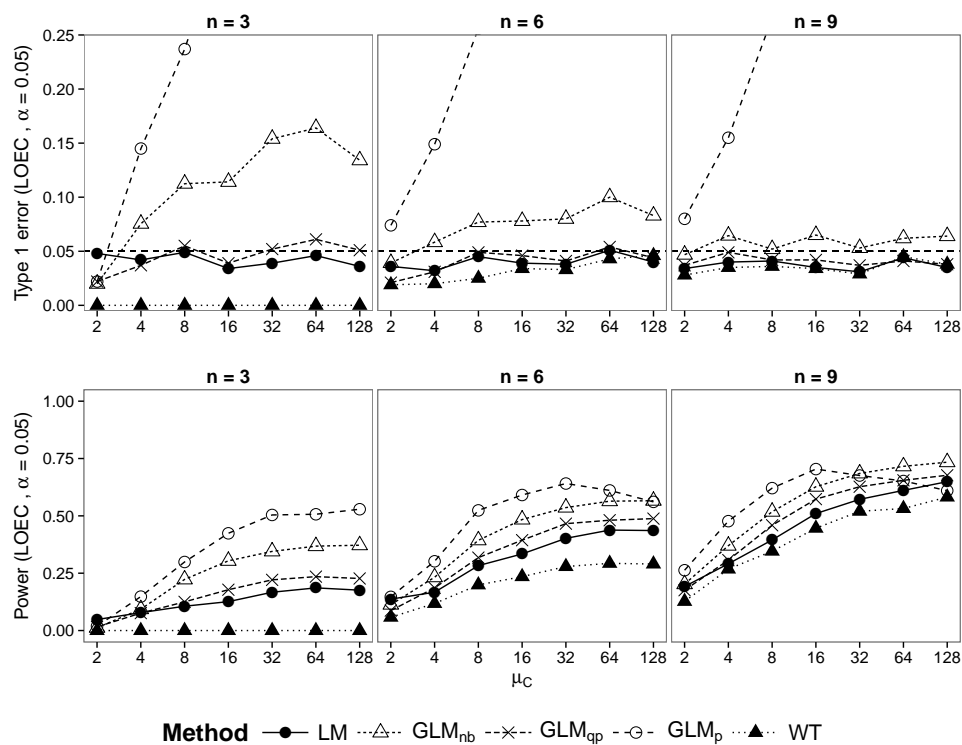 n = 3 n = 6 n = 9
Type 1 error (LOEC , α = 0.05)
0.25
0.20
0.15
0.10
0.05
0.00
2 4 8 16 32 64 128 2 4 8 16 32 64 128 2 4 8 16 32 64 128
n = 3 n = 6 n = 9
Power (LOEC , α = 0.05)
1.00
0.75
0.50
0.25
0.00
2 4 8 16 32 64 128 2 4 8 16 32 64 128 2 4 8 16 32 64 128
μC
Method LM GLMnb GLMqp GLMp WT